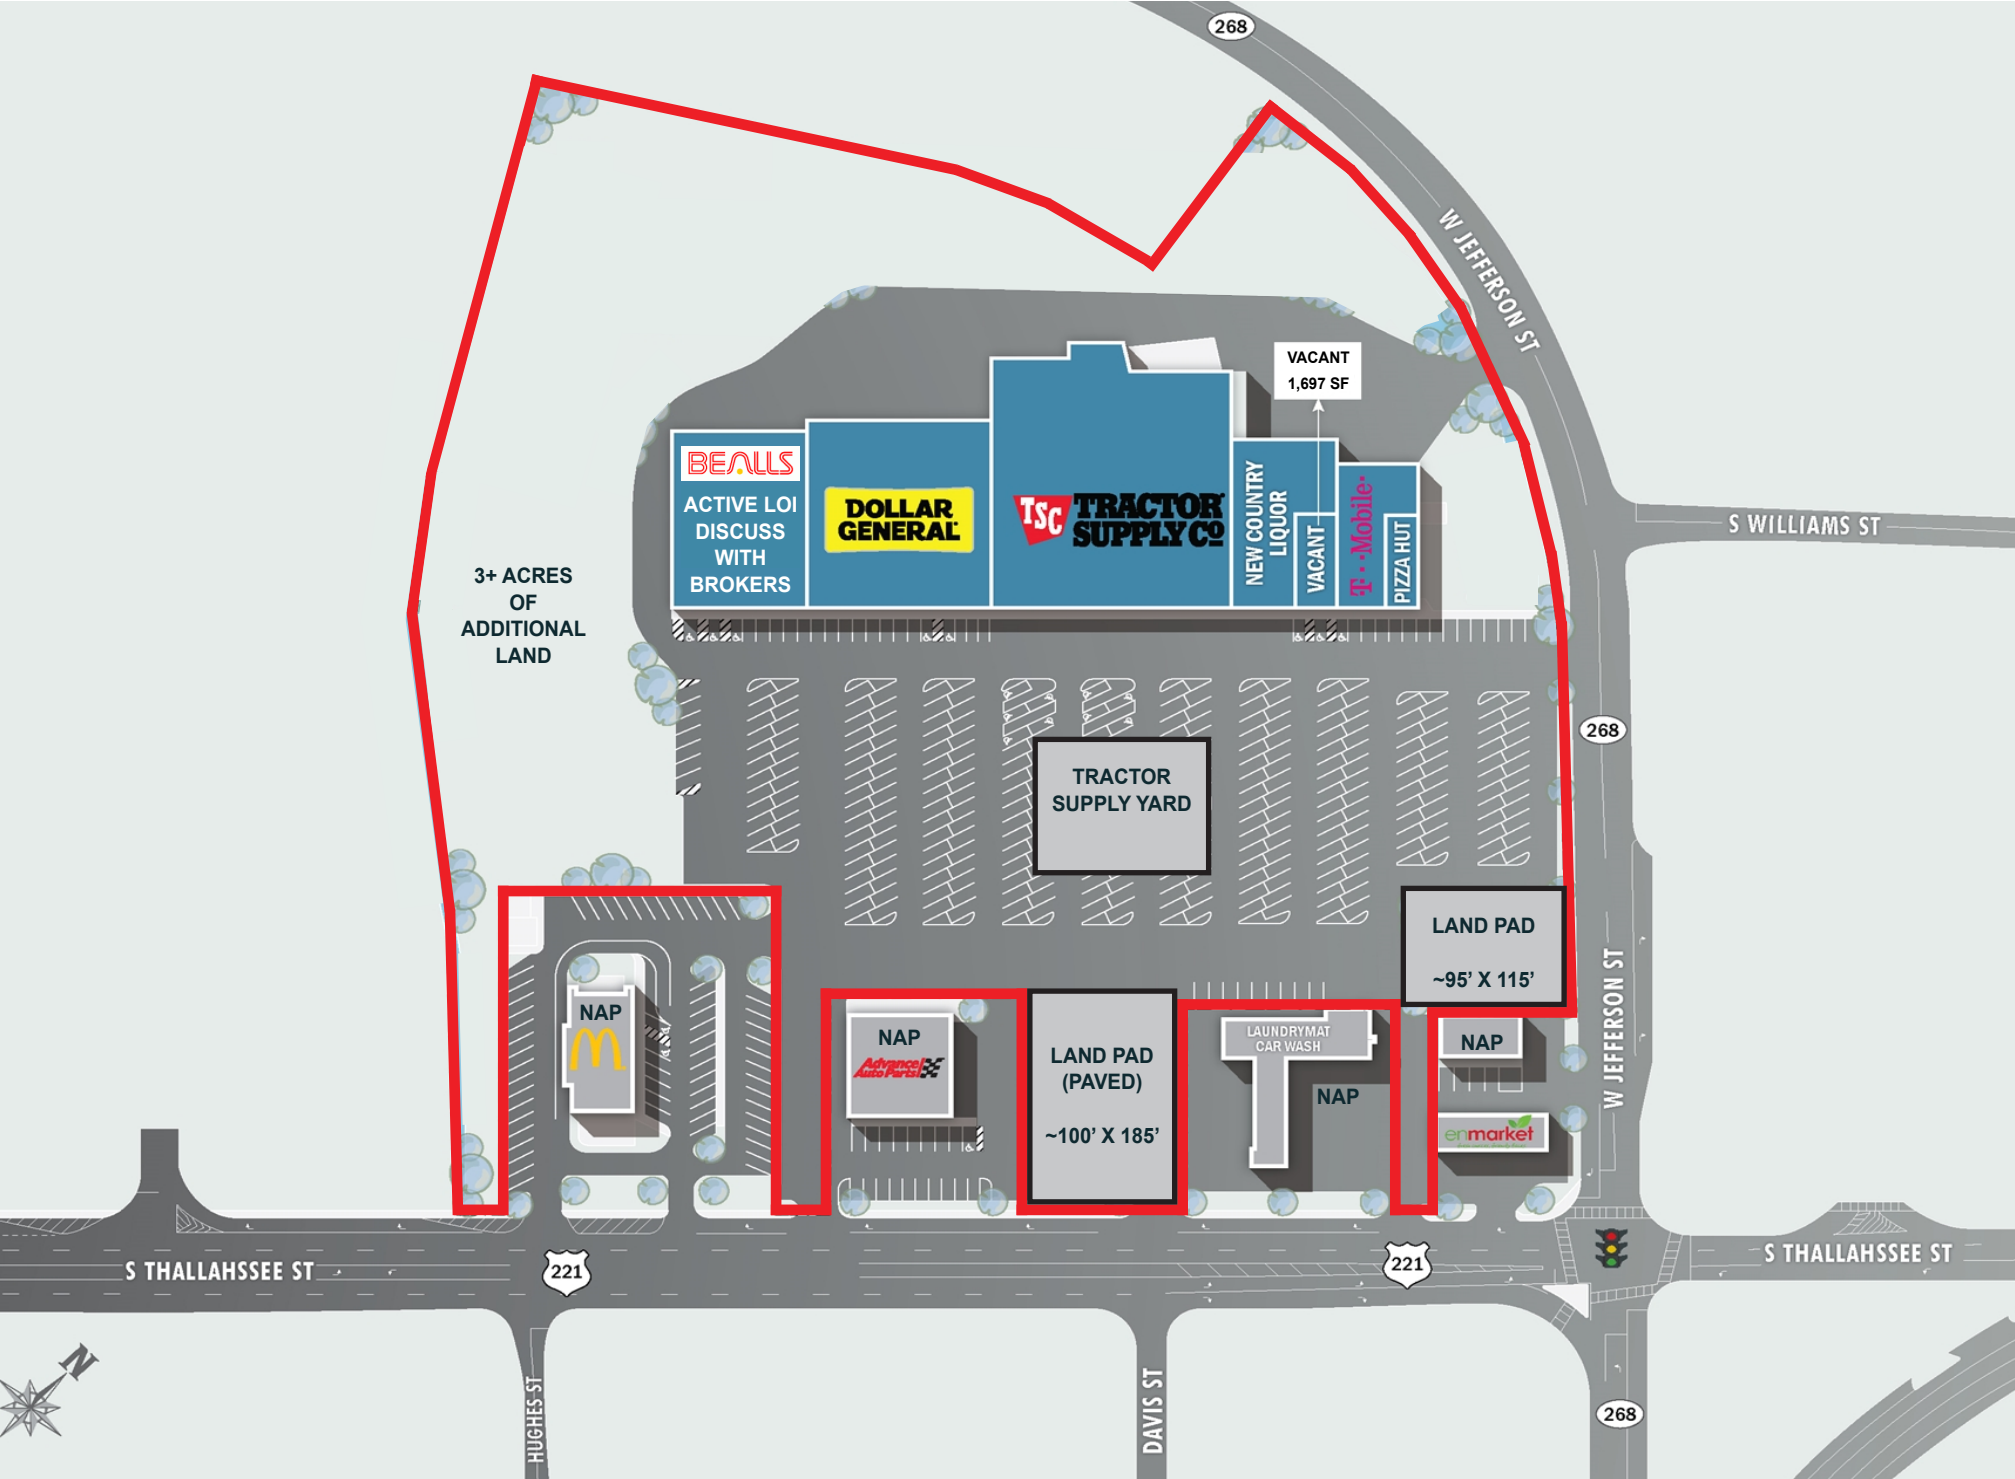 268
W JEFFERSON ST
VACANT
1,697 SF
BEALLS
ACTIVE LOI
DISCUSS
WITH
BROKERS
DOLLAR
GENERAL
TSC TRACTOR
SUPPLY CO
NEW COUNTRY
LIQUOR
VACANT
T··Mobile·
PIZZA HUT
S WILLIAMS ST
3+ ACRES
OF
ADDITIONAL
LAND
268
TRACTOR
SUPPLY YARD
LAND PAD
~95’ X 115’
NAP
NAP
Advance
Auto Parts
LAND PAD
(PAVED)
~100’ X 185’
LAUNDRYMAT
CAR WASH
NAP
NAP
enmarket
W JEFFERSON ST
S THALLAHSSEE ST
221
221
S THALLAHSSEE ST
N
HUGHES ST
DAVIS ST
268